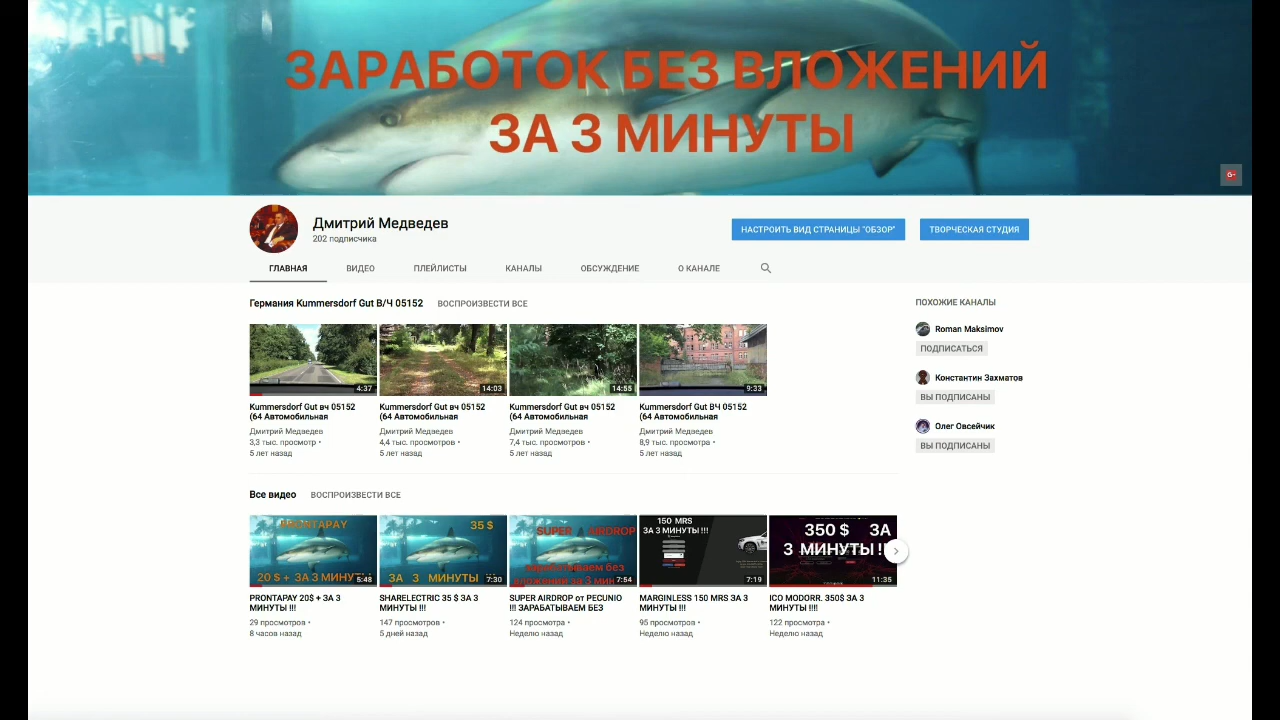 ЗАРАБОТОК БЕЗ ВЛОЖЕНИЙ
ЗА 3 МИНУТЫ
G+
Дмитрий Медведев
202 подписчика
НАСТРОИТЬ ВИД СТРАНИЦЫ "ОБЗОР"
ТВОРЧЕСКАЯ СТУДИЯ
ГЛАВНАЯ
ВИДЕО
ПЛЕЙЛИСТЫ
КАНАЛЫ
ОБСУЖДЕНИЕ
О КАНАЛЕ
Германия Kummersdorf Gut В/Ч 05152
ВОСПРОИЗВЕСТИ ВСЕ
4:37
Kummersdorf Gut вч 05152
(64 Автомобильная
Дмитрий Медведев
3,3 тыс. просмотр •
5 лет назад
14:03
Kummersdorf Gut вч 05152
(64 Автомобильная
Дмитрий Медведев
4,4 тыс. просмотров •
5 лет назад
14:55
Kummersdorf Gut вч 05152
(64 Автомобильная
Дмитрий Медведев
7,4 тыс. просмотров •
5 лет назад
9:33
Kummersdorf Gut ВЧ 05152
(64 Автомобильная
Дмитрий Медведев
8,9 тыс. просмотра •
5 лет назад
ПОХОЖИЕ КАНАЛЫ
Roman Maksimov
ПОДПИСАТЬСЯ
Константин Захматов
ВЫ ПОДПИСАНЫ
Олег Овсейчик
ВЫ ПОДПИСАНЫ
Все видео
ВОСПРОИЗВЕСТИ ВСЕ
PRONTAPAY
20 $ + ЗА 3 МИНУТЫ
5:48
PRONTAPAY 20$ + ЗА 3
МИНУТЫ !!!
29 просмотров •
8 часов назад
35 $
ЗА 3 МИНУТЫ
7:30
SHARELECTRIC 35 $ ЗА 3
МИНУТЫ !!!
147 просмотров •
5 дней назад
SUPER AIRDROP
зарабатываем без
вложений за 3 мин
7:54
SUPER AIRDROP от PECUNIO
!!! ЗАРАБАТЫВАЕМ БЕЗ
124 просмотра •
Неделю назад
150 MRS
ЗА 3 МИНУТЫ !!!
7:19
MARGINLESS 150 MRS ЗА 3
МИНУТЫ !!!
95 просмотров •
Неделю назад
350 $ ЗА
3 МИНУТЫ !!
11:35
ICO MODORR. 350$ ЗА 3
МИНУТЫ !!!!
122 просмотра •
Неделю назад